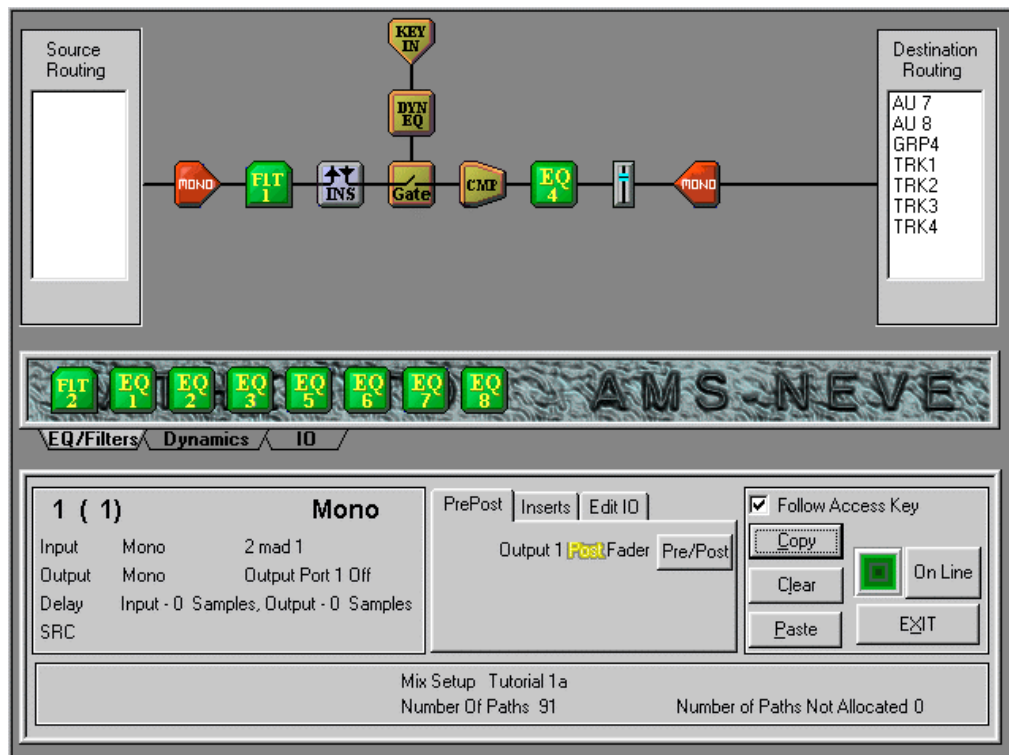 Source
Routing
KEY
IN
DYN
EQ
MONO
FIT
1
INS
Gate
CMP
EQ
4
MONO
Destination
Routing
AU 7
AU 8
GRP4
TRK1
TRK2
TRK3
TRK4
FIT
2
EQ
1
EQ
2
EQ
3
EQ
5
EQ
6
EQ
7
EQ
8
AMS-NEVE
EQ/Filters
Dynamics
IO
1 ( 1)
Mono
Input Mono 2 mad 1
Output Mono Output Port 1 Off
Delay Input - 0 Samples, Output - 0 Samples
SRC
PrePost
Inserts
Edit IO
Output 1 Post Fader
Pre/Post
Follow Access Key
Copy
Clear
Paste
On Line
EXIT
Mix Setup Tutorial 1a
Number Of Paths 91
Number of Paths Not Allocated 0